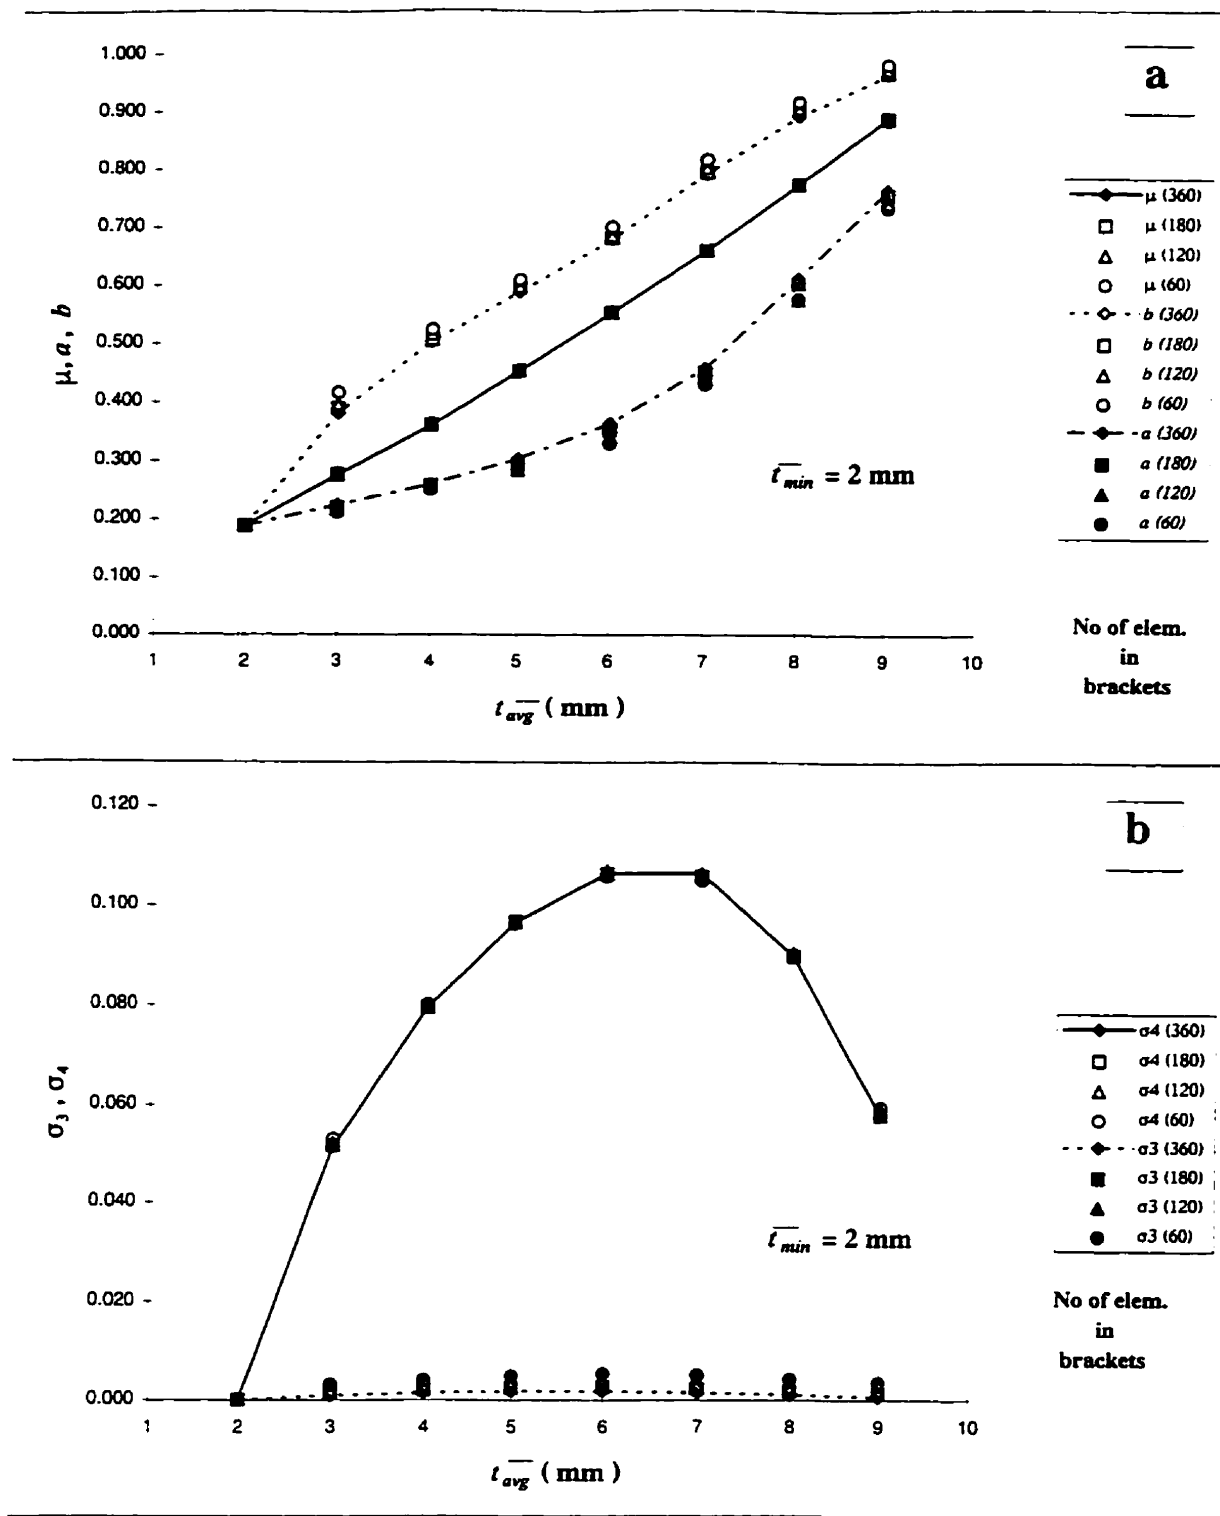 a
1.000
0.900
0.800
0.700
0.600
0.500
0.400
0.300
0.200
0.100
0.000
μ, a, b
1 2 3 4 5 6 7 8 9 10
t avg (mm)
t min = 2 mm
μ (360)
μ (180)
μ (120)
μ (60)
b (360)
b (180)
b (120)
b (60)
a (360)
a (180)
a (120)
a (60)
No of elem.
in
brackets
b
0.120
0.100
0.080
0.060
0.040
0.020
0.000
σ3, σ4
1 2 3 4 5 6 7 8 9 10
t avg (mm)
t min = 2 mm
σ4 (360)
σ4 (180)
σ4 (120)
σ4 (60)
σ3 (360)
σ3 (180)
σ3 (120)
σ3 (60)
No of elem.
in
brackets